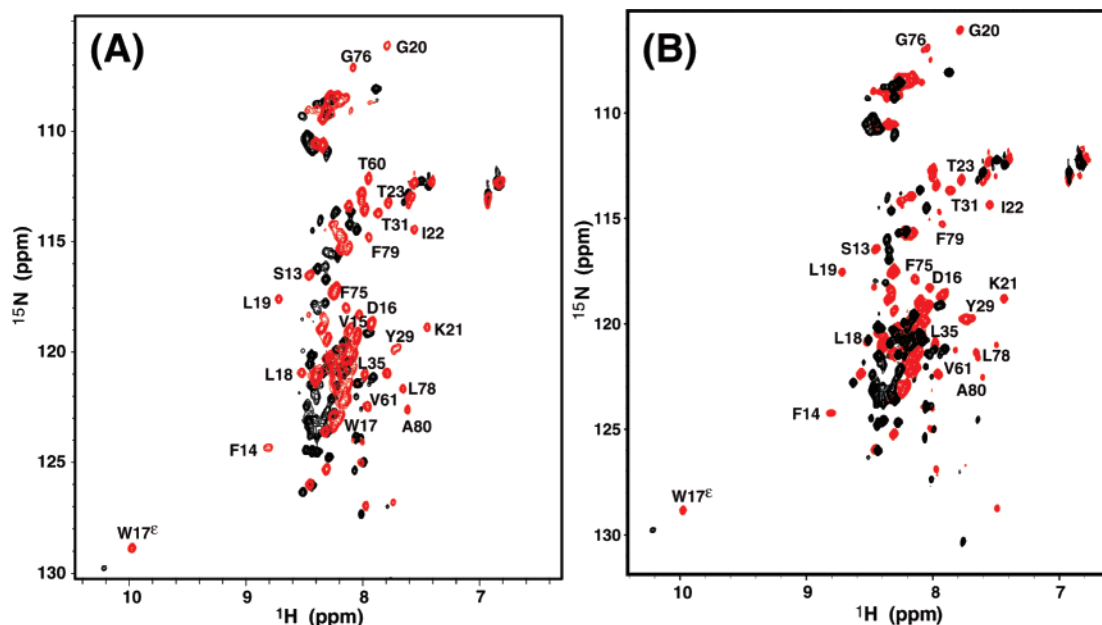 (A)
G20
G76
T60
T23
T31
I22
F79
S13
L19
F75
D16
V15
K21
Y29
L18
L35
L78
V61
A80
W17
F14
W17ε
110
115
120
125
130
15N (ppm)
10
9
8
7
1H (ppm)
(B)
G20
G76
T23
T31
I22
F79
S13
L19
F75
D16
K21
Y29
L18
L35
L78
V61
A80
F14
W17ε
110
115
120
125
130
15N (ppm)
10
9
8
7
1H (ppm)